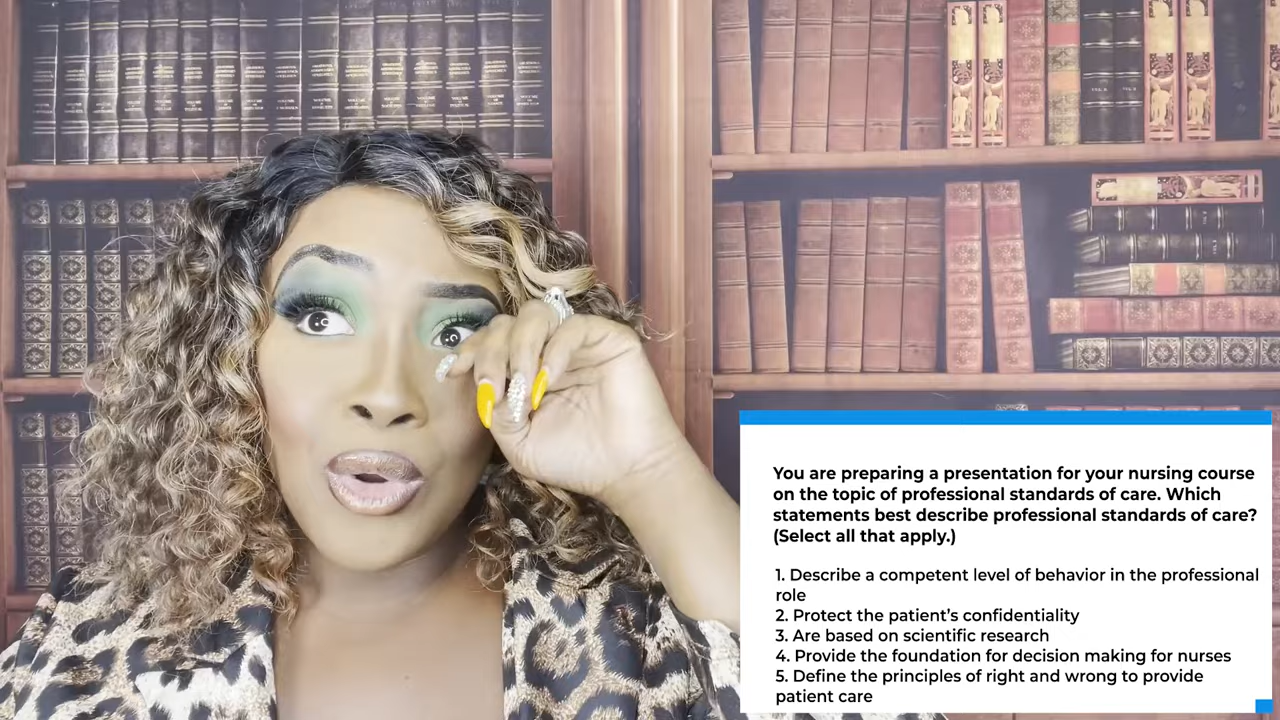 You are preparing a presentation for your nursing course
on the topic of professional standards of care. Which
statements best describe professional standards of care?
(Select all that apply.)
1. Describe a competent level of behavior in the professional
role
2. Protect the patient’s confidentiality
3. Are based on scientific research
4. Provide the foundation for decision making for nurses
5. Define the principles of right and wrong to provide
patient care